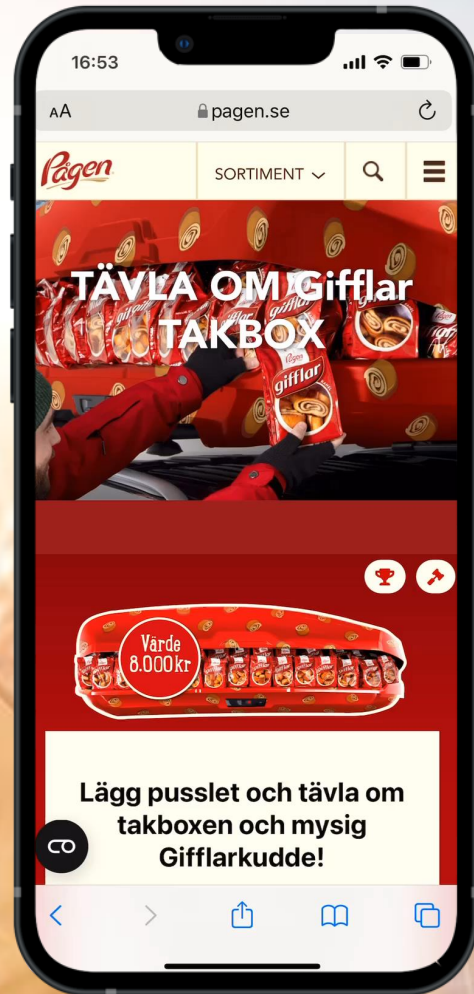 16:53
AA
pagen.se
Pågen
SORTIMENT
TÄVLA OM Gifflar
TAKBOX
Pågen
gifflar
Värde
8.000kr
Lägg pusslet och tävla om
takboxen och mysig
Gifflarkudde!